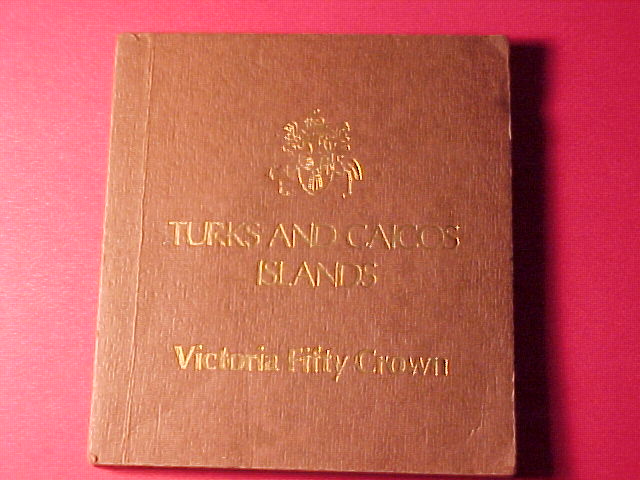 TURKS AND CAICOS
ISLANDS
Victoria Fifty Crown